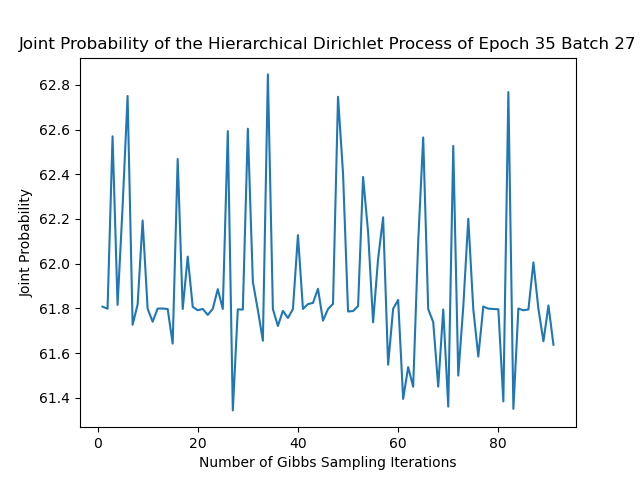 Joint Probability of the Hierarchical Dirichlet Process of Epoch 35 Batch 27
62.8
62.6
62.4
62.2
62.0
61.8
61.6
61.4
Joint Probability
0 20 40 60 80
Number of Gibbs Sampling Iterations